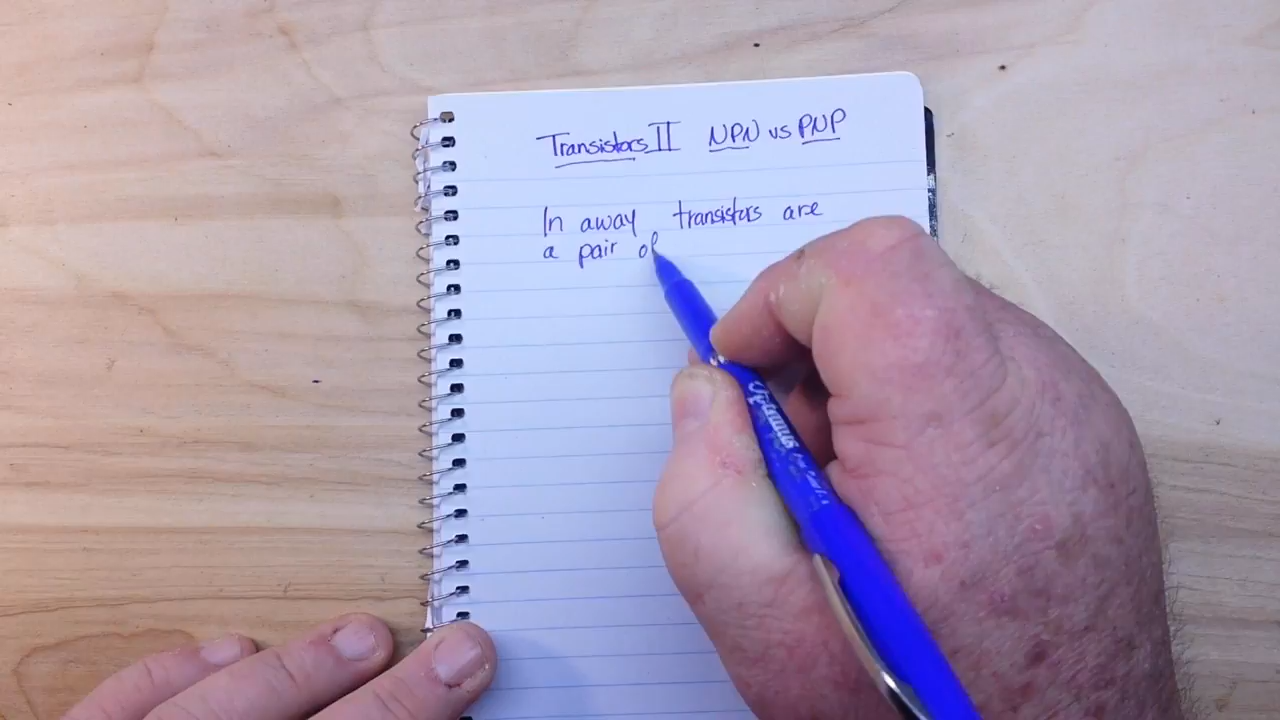 Transistors II NPN vs PNP
In away transistors are
a pair of